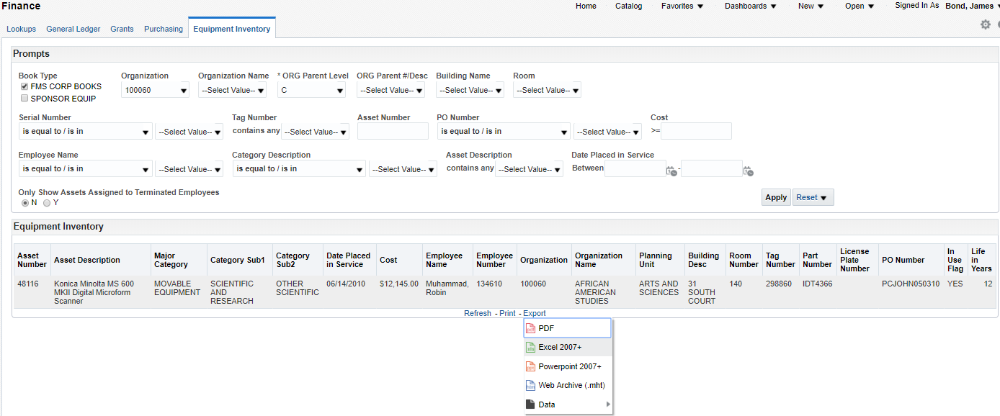 Finance
Home Catalog Favorites Dashboards New Open Signed In As Bond, James
Lookups General Ledger Grants Purchasing Equipment Inventory
Prompts
Book Type
FMS CORP BOOKS
SPONSOR EQUIP
Organization
100060
Organization Name
--Select Value--
* ORG Parent Level
C
ORG Parent #/Desc
--Select Value--
Building Name
--Select Value--
Room
--Select Value--
Serial Number
is equal to / is in --Select Value--
Tag Number
contains any --Select Value--
Asset Number
PO Number
is equal to / is in --Select Value--
Cost
>=
Employee Name
is equal to / is in --Select Value--
Category Description
is equal to / is in --Select Value--
Asset Description
contains any --Select Value--
Date Placed in Service
Between -
Only Show Assets Assigned to Terminated Employees
N Y
Apply Reset
Equipment Inventory
Asset
Number
Asset Description
Major
Category
Category Sub1
Category
Sub2
Date Placed
in Service
Cost
Employee
Name
Employee
Number
Organization
Organization
Name
Planning
Unit
Building
Desc
Room
Number
Tag
Number
Part
Number
License
Plate
Number
PO Number
In
Use
Flag
Life
in
Years
48116
Konica Minolta MS 600
MKII Digital Microform
Scanner
MOVABLE
EQUIPMENT
SCIENTIFIC
AND
RESEARCH
OTHER
SCIENTIFIC
06/14/2010
$12,145.00
Muhammad,
Robin
134610
100060
AFRICAN
AMERICAN
STUDIES
ARTS AND
SCIENCES
31
SOUTH
COURT
140
298860
IDT4366
PCJOHN050310
YES
12
Refresh - Print - Export
PDF
Excel 2007+
Powerpoint 2007+
Web Archive (.mht)
Data